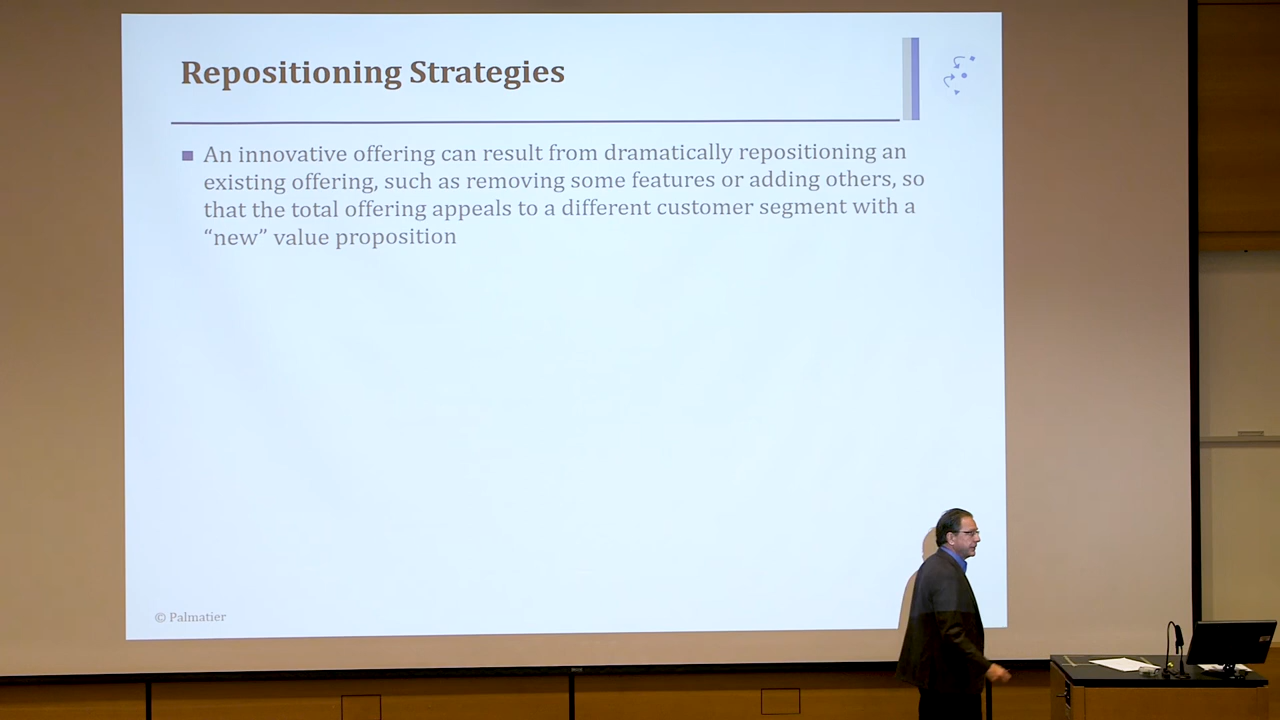 Repositioning Strategies
An innovative offering can result from dramatically repositioning an
existing offering, such as removing some features or adding others, so
that the total offering appeals to a different customer segment with a
“new” value proposition
© Palmatier